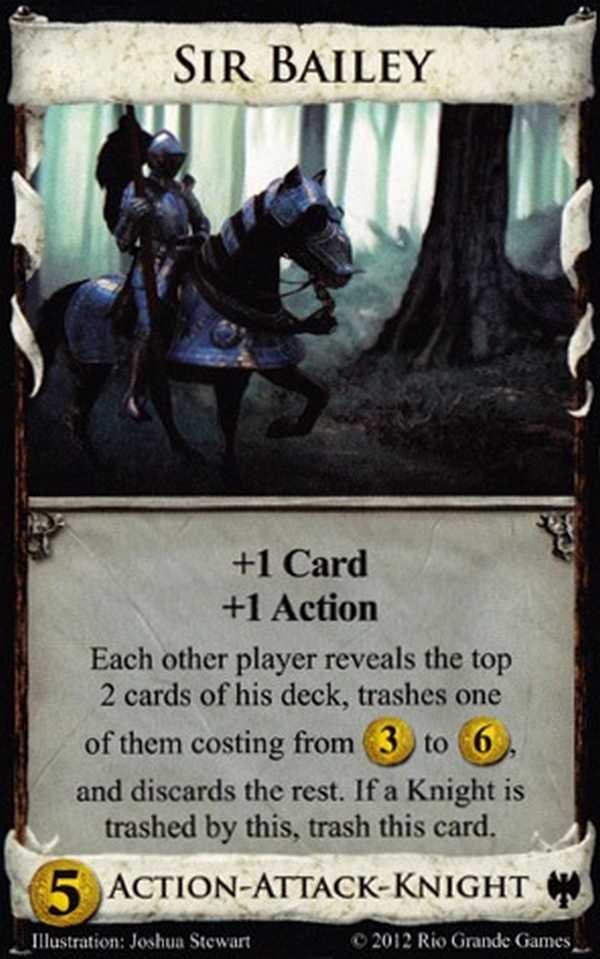 SIR BAILEY
+1 Card
+1 Action
Each other player reveals the top
2 cards of his deck, trashes one
of them costing from 3 to 6,
and discards the rest. If a Knight is
trashed by this, trash this card.
5 ACTION-ATTACK-KNIGHT
Illustration: Joshua Stewart © 2012 Rio Grande Games